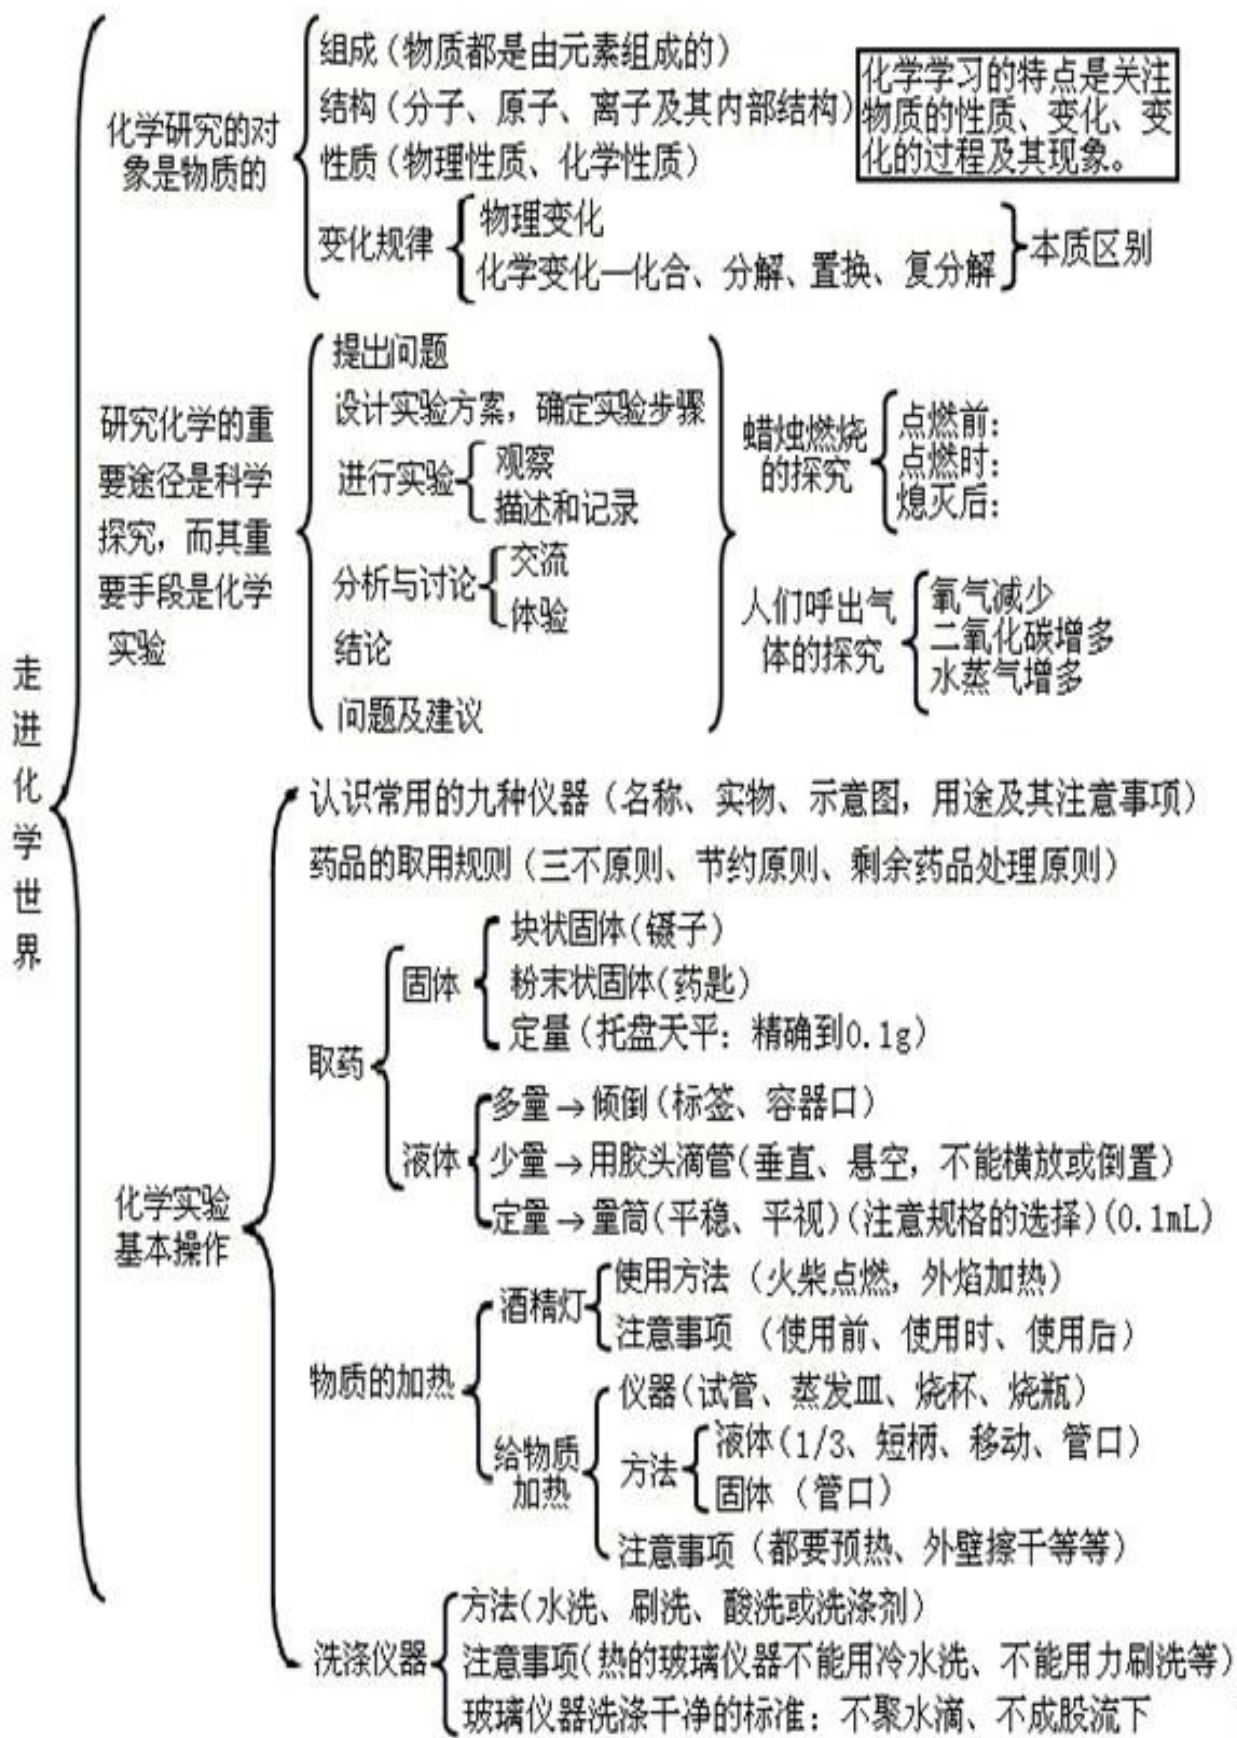 走进化学世界
化学研究的对
象是物质的
组成(物质都是由元素组成的)
结构(分子、原子、离子及其内部结构)
性质(物理性质、化学性质)
变化规律
物理变化
化学变化—化合、分解、置换、复分解
本质区别
化学学习的特点是关注
物质的性质、变化、变
化的过程及其现象。
研究化学的重
要途径是科学
探究，而其重
要手段是化学
实验
提出问题
设计实验方案，确定实验步骤
进行实验
观察
描述和记录
分析与讨论
交流
体验
结论
问题及建议
蜡烛燃烧
的探究
点燃前：
点燃时：
熄灭后：
人们呼出气
体的探究
氧气减少
二氧化碳增多
水蒸气增多
化学实验
基本操作
认识常用的九种仪器(名称、实物、示意图，用途及其注意事项)
药品的取用规则(三不原则、节约原则、剩余药品处理原则)
取药
固体
块状固体(镊子)
粉末状固体(药匙)
定量(托盘天平：精确到0.1g)
液体
多量→倾倒(标签、容器口)
少量→用胶头滴管(垂直、悬空，不能横放或倒置)
定量→量筒(平稳、平视)(注意规格的选择)(0.1mL)
物质的加热
酒精灯
使用方法(火柴点燃，外焰加热)
注意事项(使用前、使用时、使用后)
给物质
加热
仪器(试管、蒸发皿、烧杯、烧瓶)
方法
液体(1/3、短柄、移动、管口)
固体(管口)
注意事项(都要预热、外壁擦干等等)
洗涤仪器
方法(水洗、刷洗、酸洗或洗涤剂)
注意事项(热的玻璃仪器不能用冷水洗、不能用力刷洗等)
玻璃仪器洗涤干净的标准：不聚水滴、不成股流下